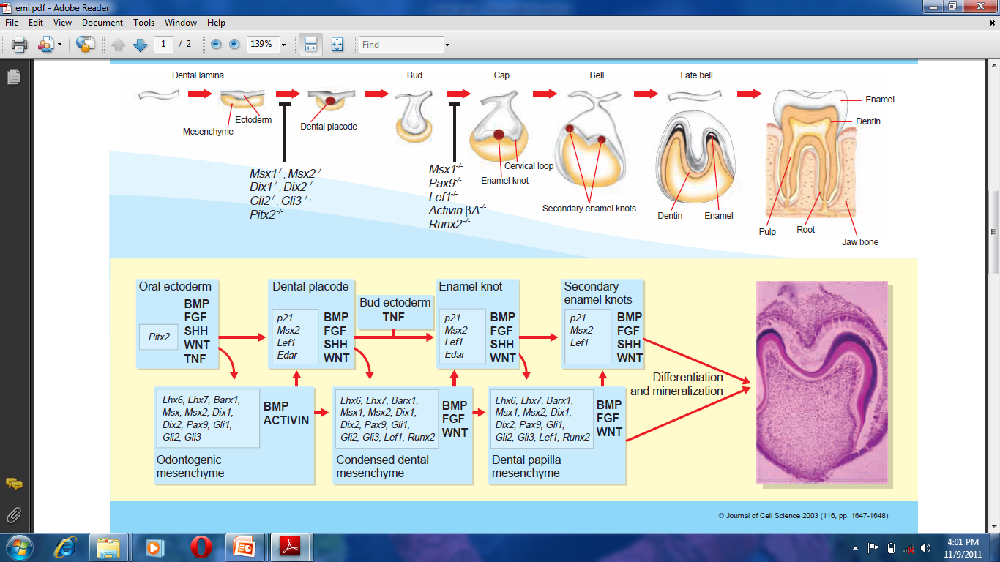 emi.pdf - Adobe Reader
File Edit View Document Tools Window Help
1 / 2 139% Find
Dental lamina
Bud
Cap
Bell
Late bell
Mesenchyme
Ectoderm
Dental placode
Cervical loop
Enamel knot
Secondary enamel knots
Dentin
Enamel
Enamel
Dentin
Pulp
Root
Jaw bone
Msx1-/-, Msx2-/-
Dix1-/-, Dix2-/-
Gli2-/-, Gli3-/-
Pitx2-/-
Msx1-/-
Pax9-/-
Lef1-/-
Activin βA-/-
Runx2-/-
Oral ectoderm
Pitx2
BMP
FGF
SHH
WNT
TNF
Dental placode
p21
Msx2
Lef1
Edar
BMP
FGF
SHH
WNT
Bud ectoderm
TNF
Enamel knot
p21
Msx2
Lef1
Edar
BMP
FGF
SHH
WNT
Secondary
enamel knots
p21
Msx2
Lef1
BMP
FGF
SHH
WNT
Differentiation
and mineralization
Lhx6, Lhx7, Barx1,
Msx, Msx2, Dix1,
Dix2, Pax9, Gli1,
Gli2, Gli3
BMP
ACTIVIN
Odontogenic
mesenchyme
Lhx6, Lhx7, Barx1,
Msx1, Msx2, Dix1,
Dix2, Pax9, Gli1,
Gli2, Gli3, Lef1, Runx2
BMP
FGF
WNT
Condensed dental
mesenchyme
Lhx6, Lhx7, Barx1,
Msx1, Msx2, Dix1,
Dix2, Pax9, Gli1,
Gli2, Gli3, Lef1, Runx2
BMP
FGF
WNT
Dental papilla
mesenchyme
© Journal of Cell Science 2003 (116, pp. 1647-1648)
4:01 PM
11/9/2011